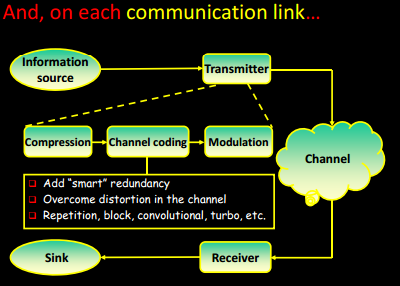 And, on each communication link…
Information
source
Transmitter
Compression
Channel coding
Modulation
Channel
Add “smart” redundancy
Overcome distortion in the channel
Repetition, block, convolutional, turbo, etc.
Sink
Receiver